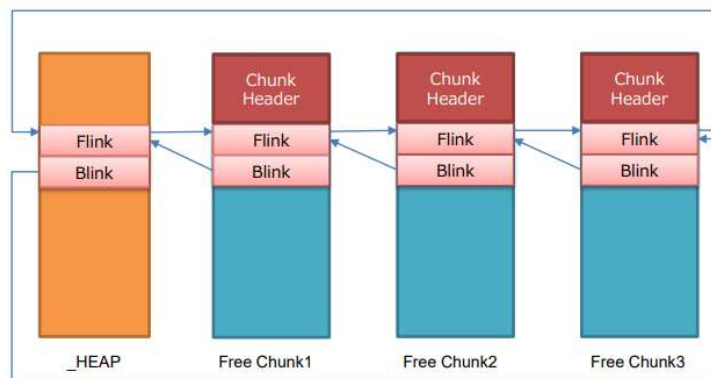 Chunk
Header
Chunk
Header
Chunk
Header
Flink
Flink
Flink
Flink
Blink
Blink
Blink
Blink
_HEAP
Free Chunk1
Free Chunk2
Free Chunk3